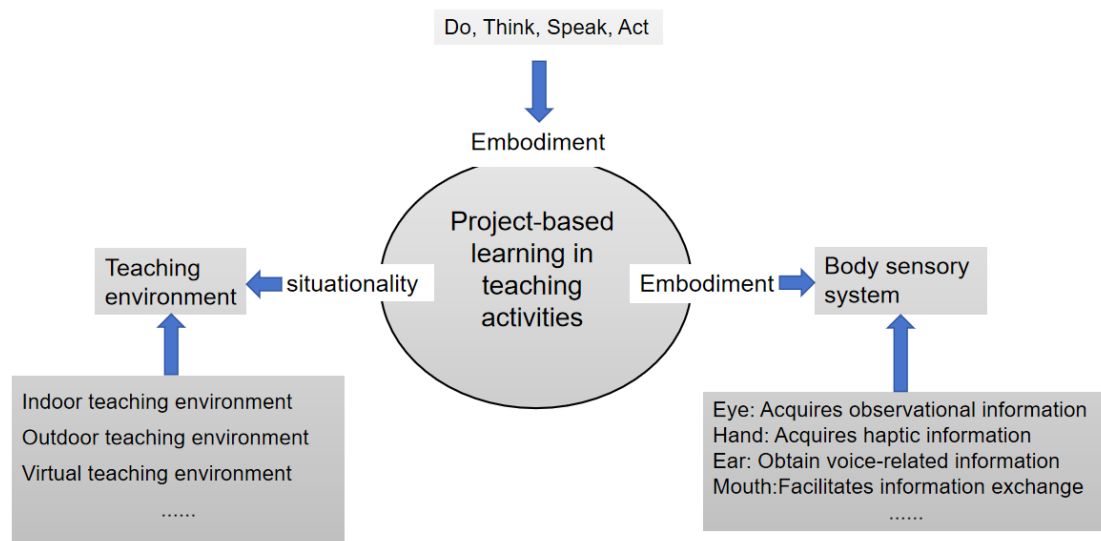 Do, Think, Speak, Act
Embodiment
Project-based
learning in
teaching
activities
Teaching
environment
situationality
Embodiment
Body sensory
system
Indoor teaching environment
Outdoor teaching environment
Virtual teaching environment
......
Eye: Acquires observational information
Hand: Acquires haptic information
Ear: Obtain voice-related information
Mouth:Facilitates information exchange
......